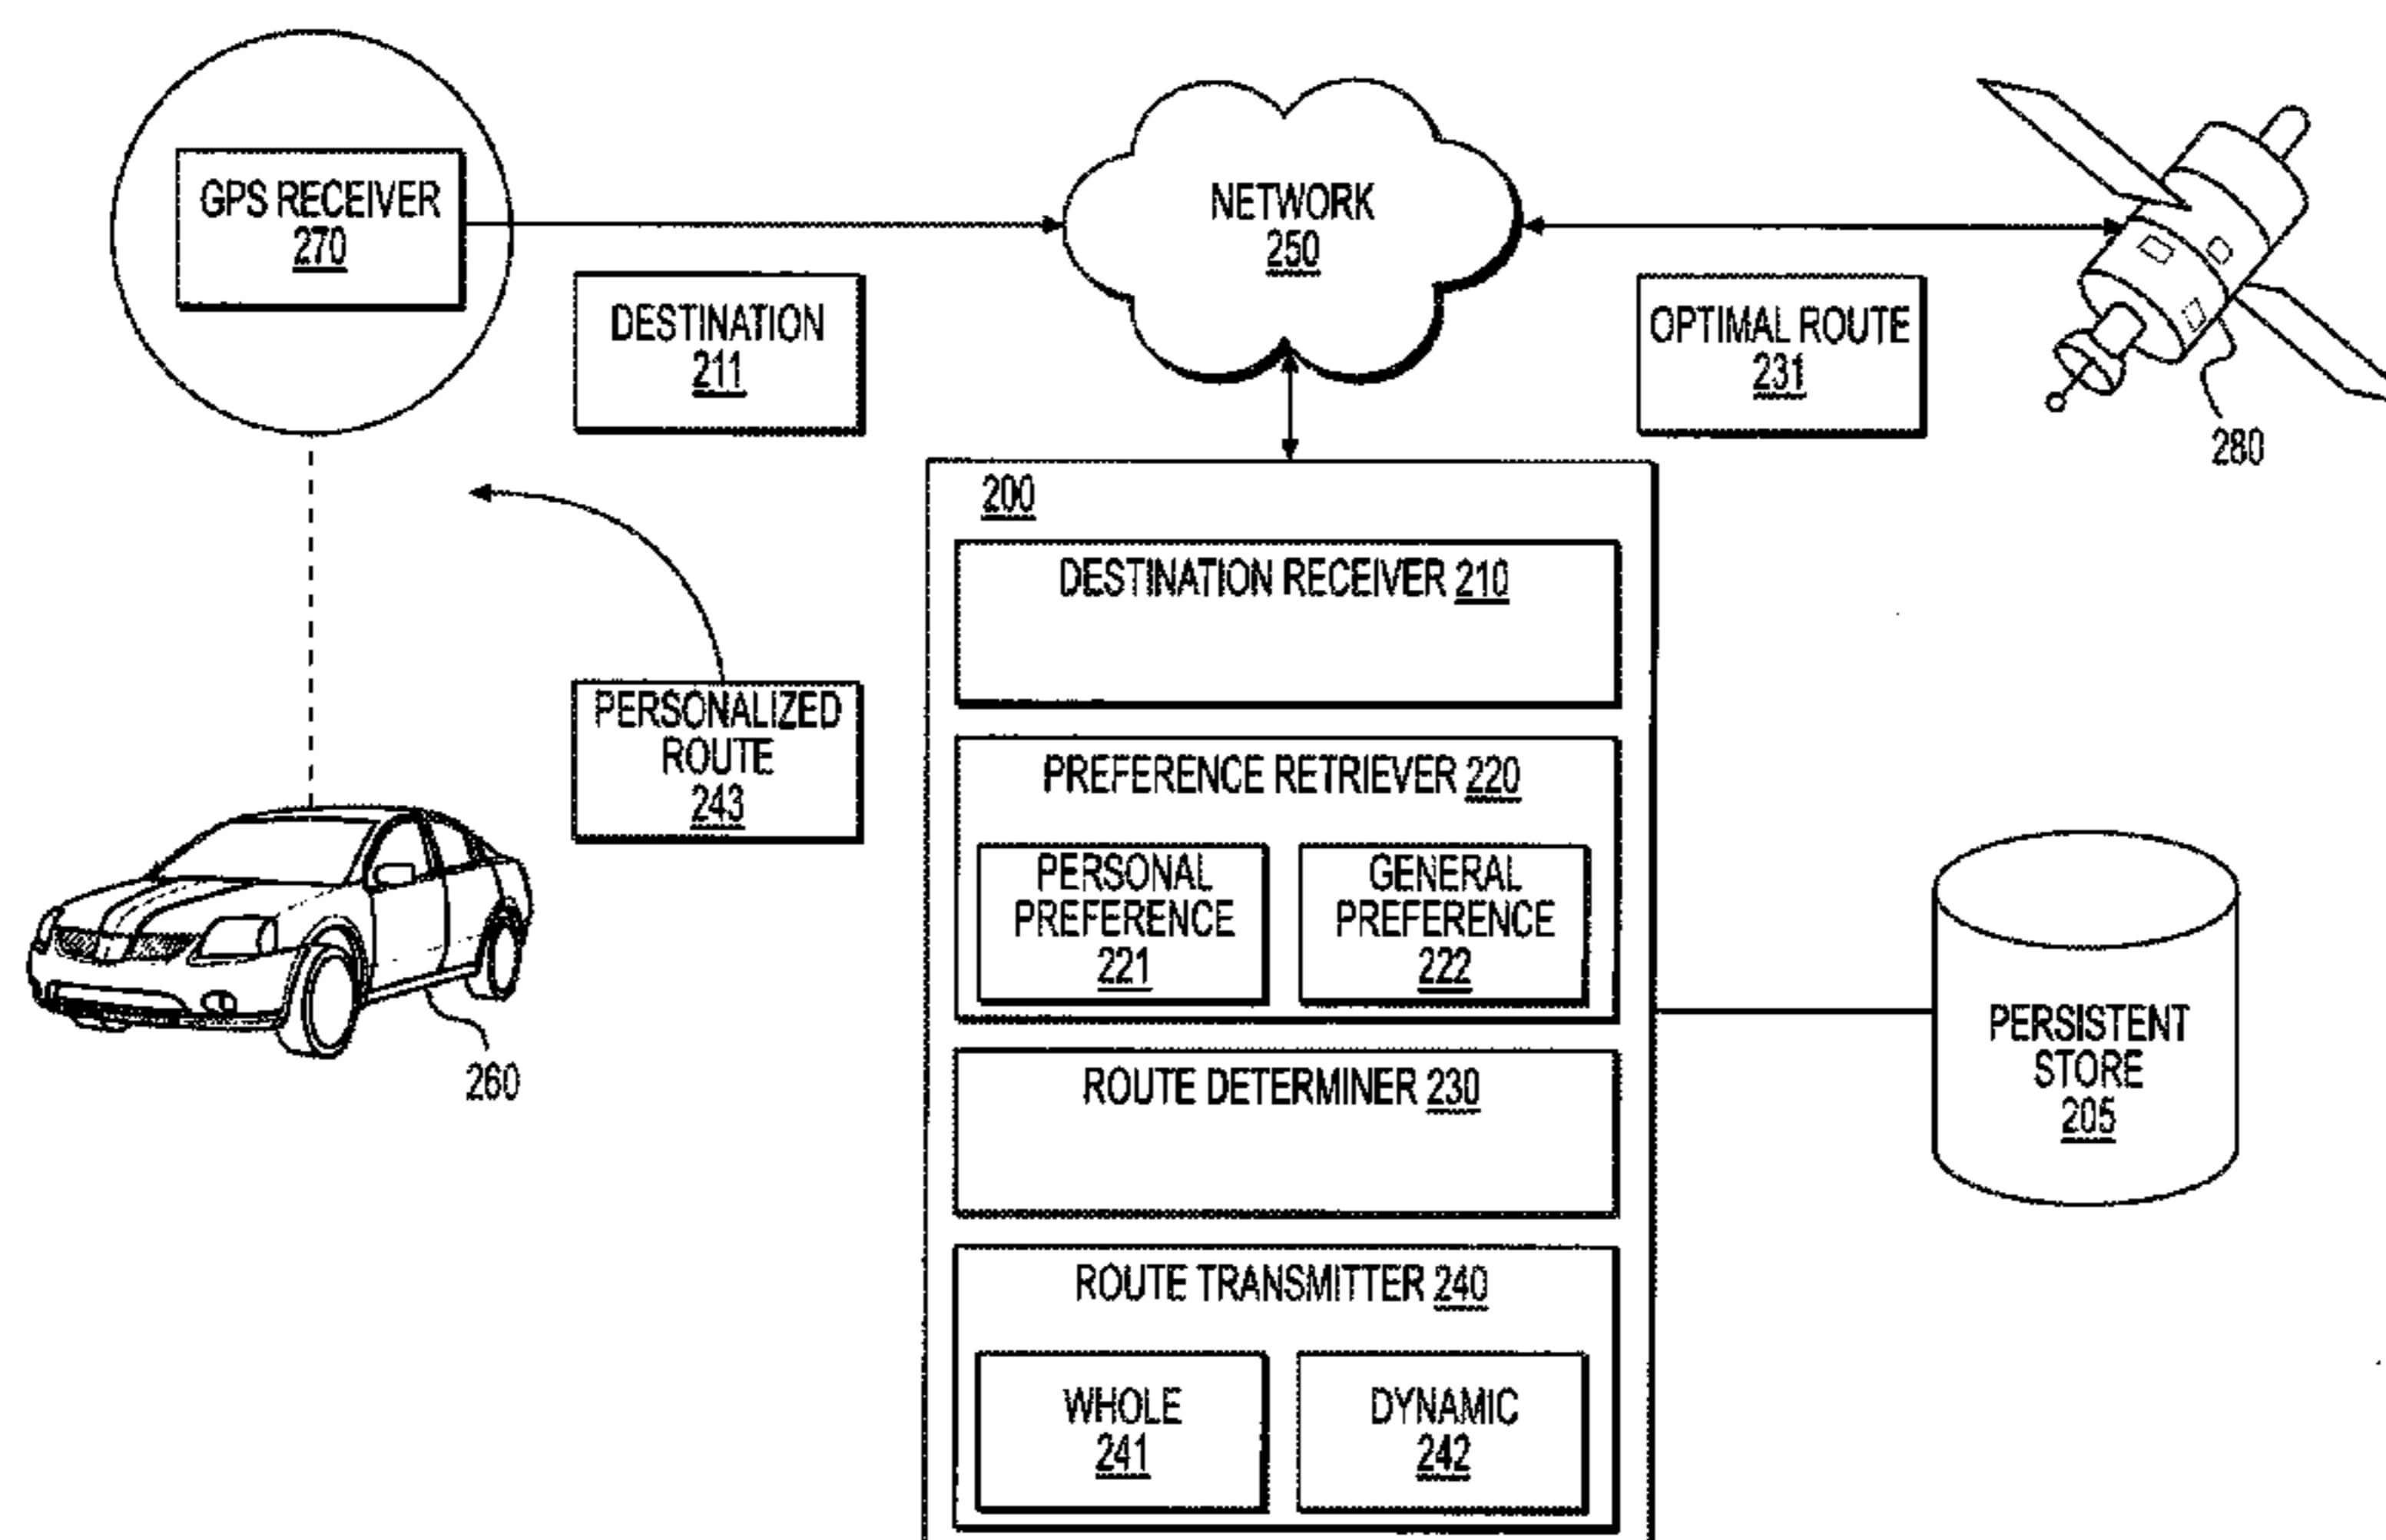 GPS RECEIVER
270
DESTINATION
211
NETWORK
250
OPTIMAL ROUTE
231
280
200
DESTINATION RECEIVER 210
PERSONALIZED
ROUTE
243
PREFERENCE RETRIEVER 220
PERSONAL
PREFERENCE
221
GENERAL
PREFERENCE
222
260
PERSISTENT
STORE
205
ROUTE DETERMINER 230
ROUTE TRANSMITTER 240
WHOLE
241
DYNAMIC
242